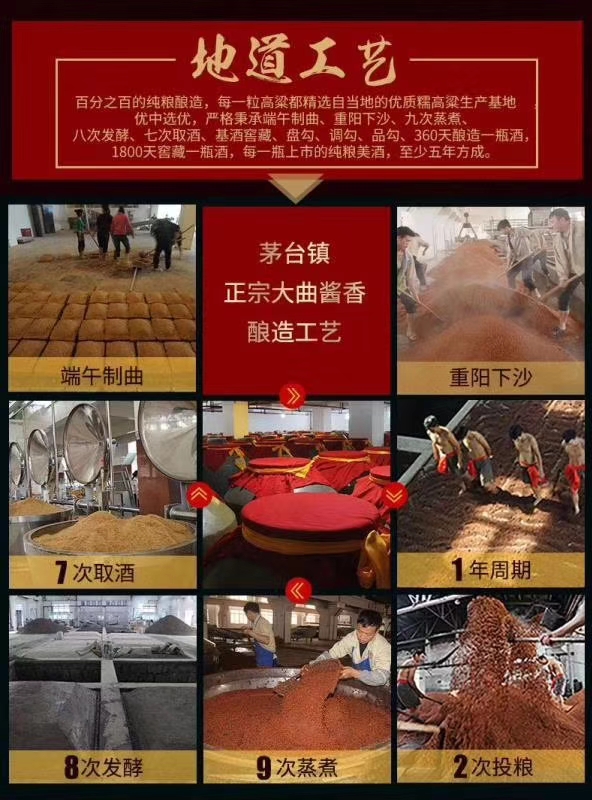 地道工艺
百分之百的纯粮酿造，每一粒高粱都精选自当地的优质糯高粱生产基地，
优中选优，严格秉承端午制曲、重阳下沙、九次蒸煮、
八次发酵、七次取酒、基酒窖藏、盘勾、调勾、品勾、360天酿造一瓶酒，
1800天窖藏一瓶酒，每一瓶上市的纯粮美酒，至少五年方成。
端午制曲
茅台镇
正宗大曲酱香
酿造工艺
重阳下沙
7次取酒
1年周期
8次发酵
9次蒸煮
2次投粮